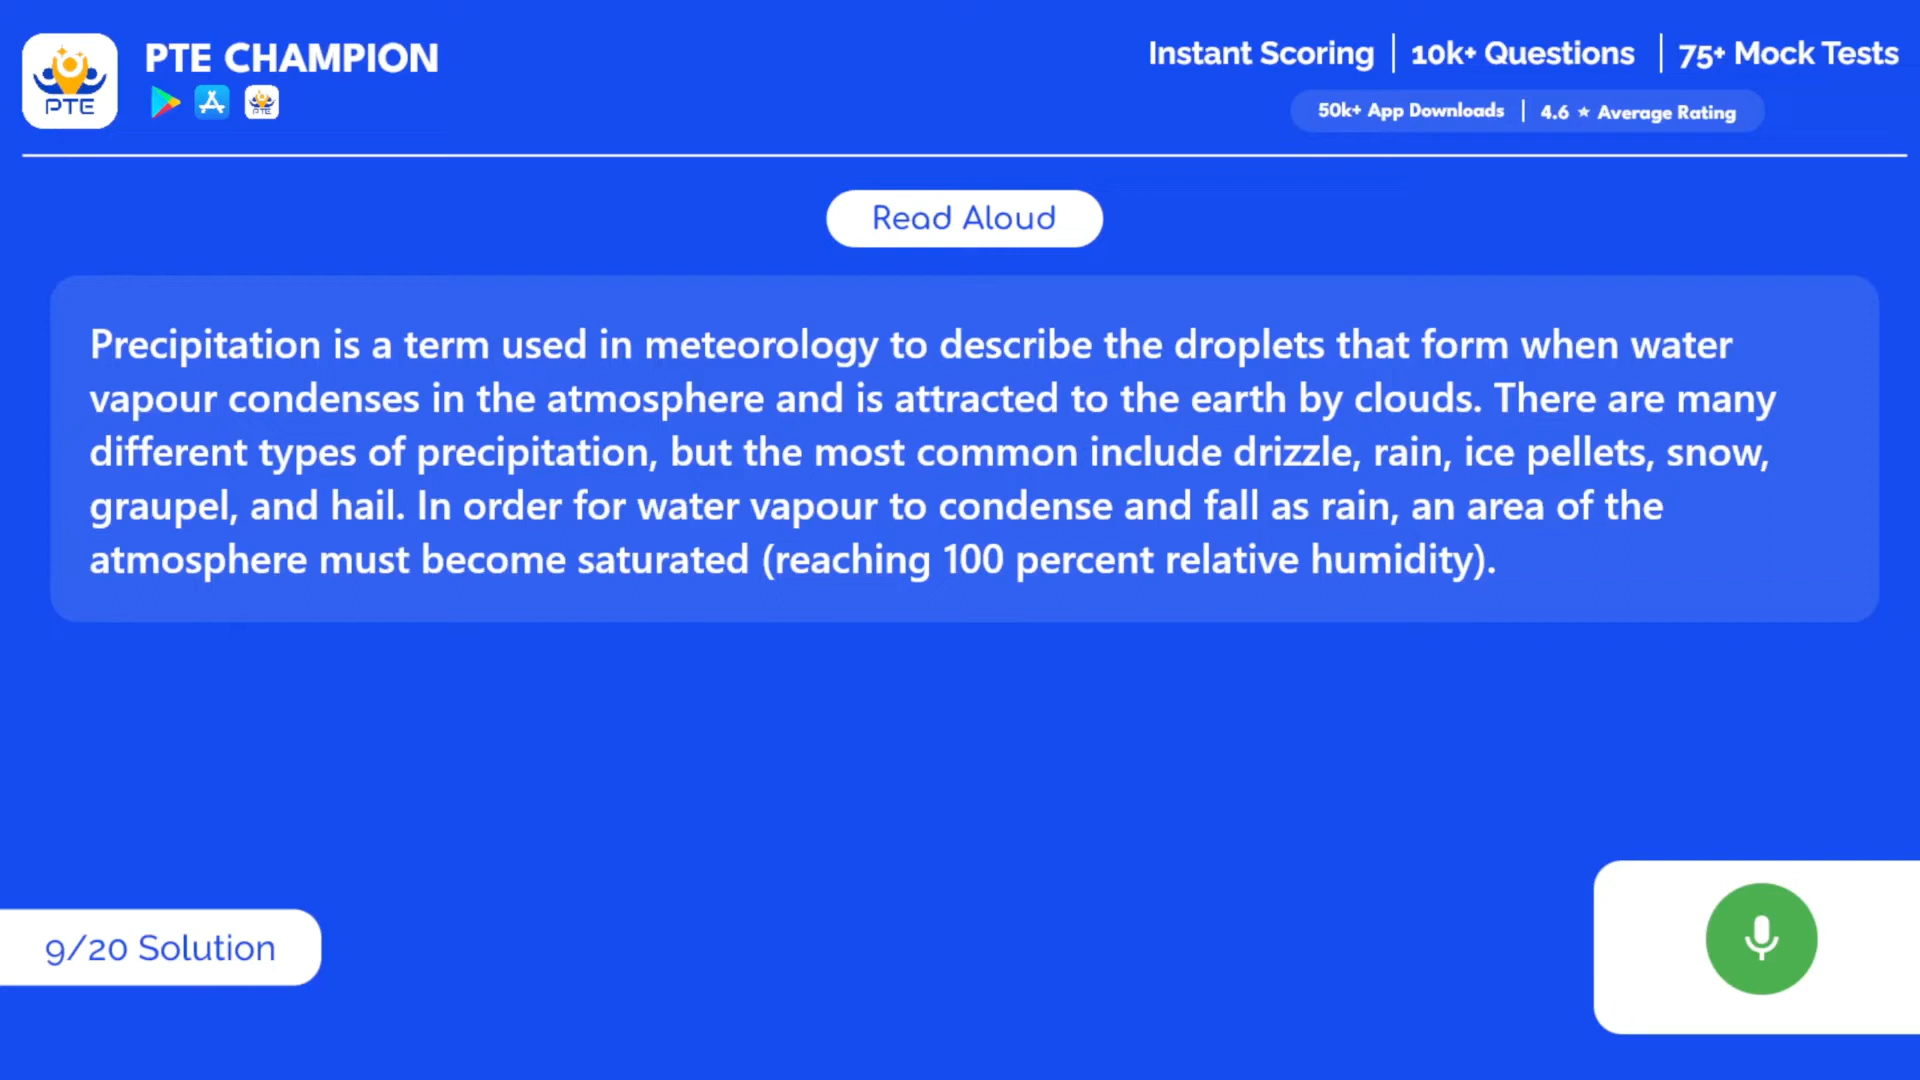 PTE CHAMPION
PTE
PTE
Instant Scoring | 10k+ Questions | 75+ Mock Tests
50k+ App Downloads | 4.6 ★ Average Rating
Read Aloud
Precipitation is a term used in meteorology to describe the droplets that form when water
vapour condenses in the atmosphere and is attracted to the earth by clouds. There are many
different types of precipitation, but the most common include drizzle, rain, ice pellets, snow,
graupel, and hail. In order for water vapour to condense and fall as rain, an area of the
atmosphere must become saturated (reaching 100 percent relative humidity).
9/20 Solution